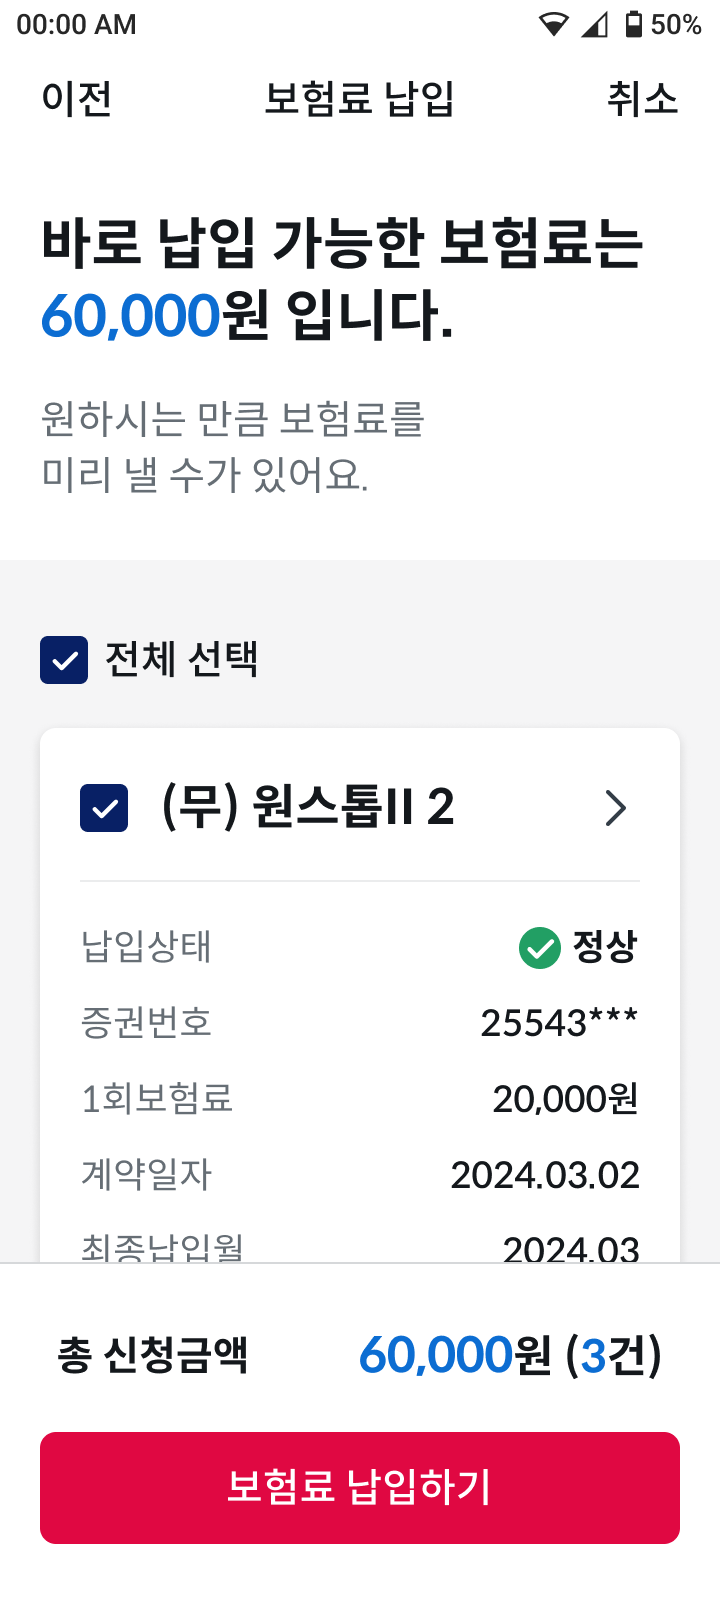 00:00 AM 50%
이전 보험료 납입 취소
바로 납입 가능한 보험료는
60,000원 입니다.
원하시는 만큼 보험료를
미리 낼 수가 있어요.
전체 선택
(무) 원스톱II 2
납입상태 정상
증권번호 25543***
1회보험료 20,000원
계약일자 2024.03.02
최종납입월 2024.03
총 신청금액 60,000원 (3건)
보험료 납입하기